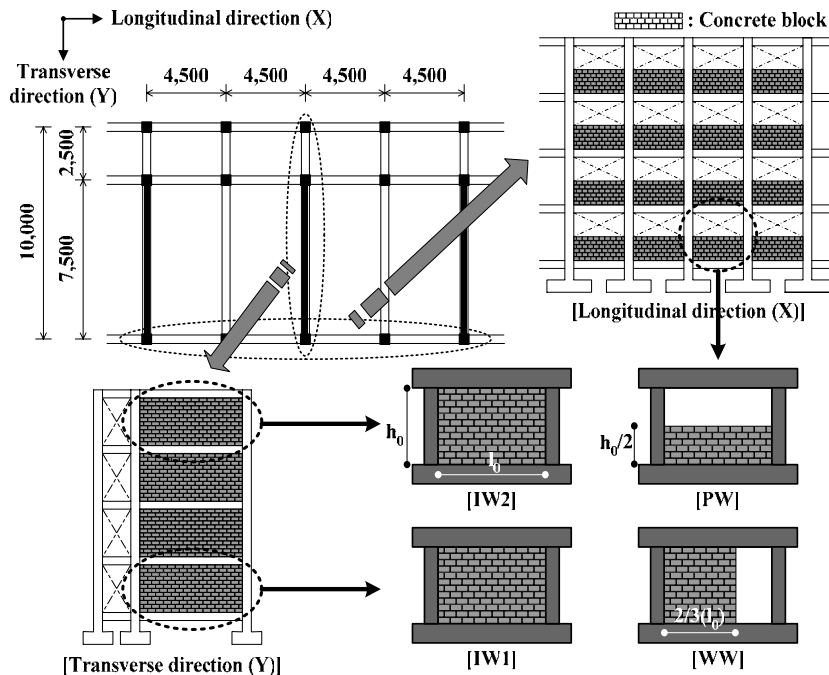 Longitudinal direction (X)
: Concrete block
Transverse
direction (Y)
4,500
4,500
4,500
4,500
2,500
10,000
7,500
[Longitudinal direction (X)]
h0
l0
h0/2
[IW2]
[PW]
2/3(l0)
[Transverse direction (Y)]
[IW1]
[WW]